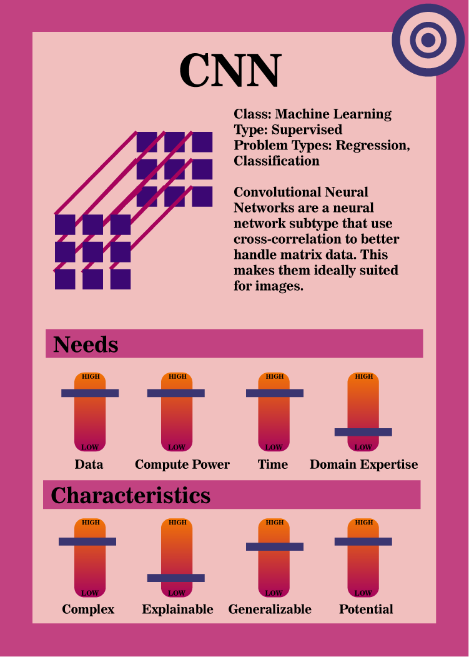 CNN
Class: Machine Learning
Type: Supervised
Problem Types: Regression,
Classification
Convolutional Neural
Networks are a neural
network subtype that use
cross-correlation to better
handle matrix data. This
makes them ideally suited
for images.
Needs
HIGH HIGH HIGH HIGH
LOW LOW LOW LOW
Data Compute Power Time Domain Expertise
Characteristics
HIGH HIGH HIGH HIGH
LOW LOW LOW LOW
Complex Explainable Generalizable Potential